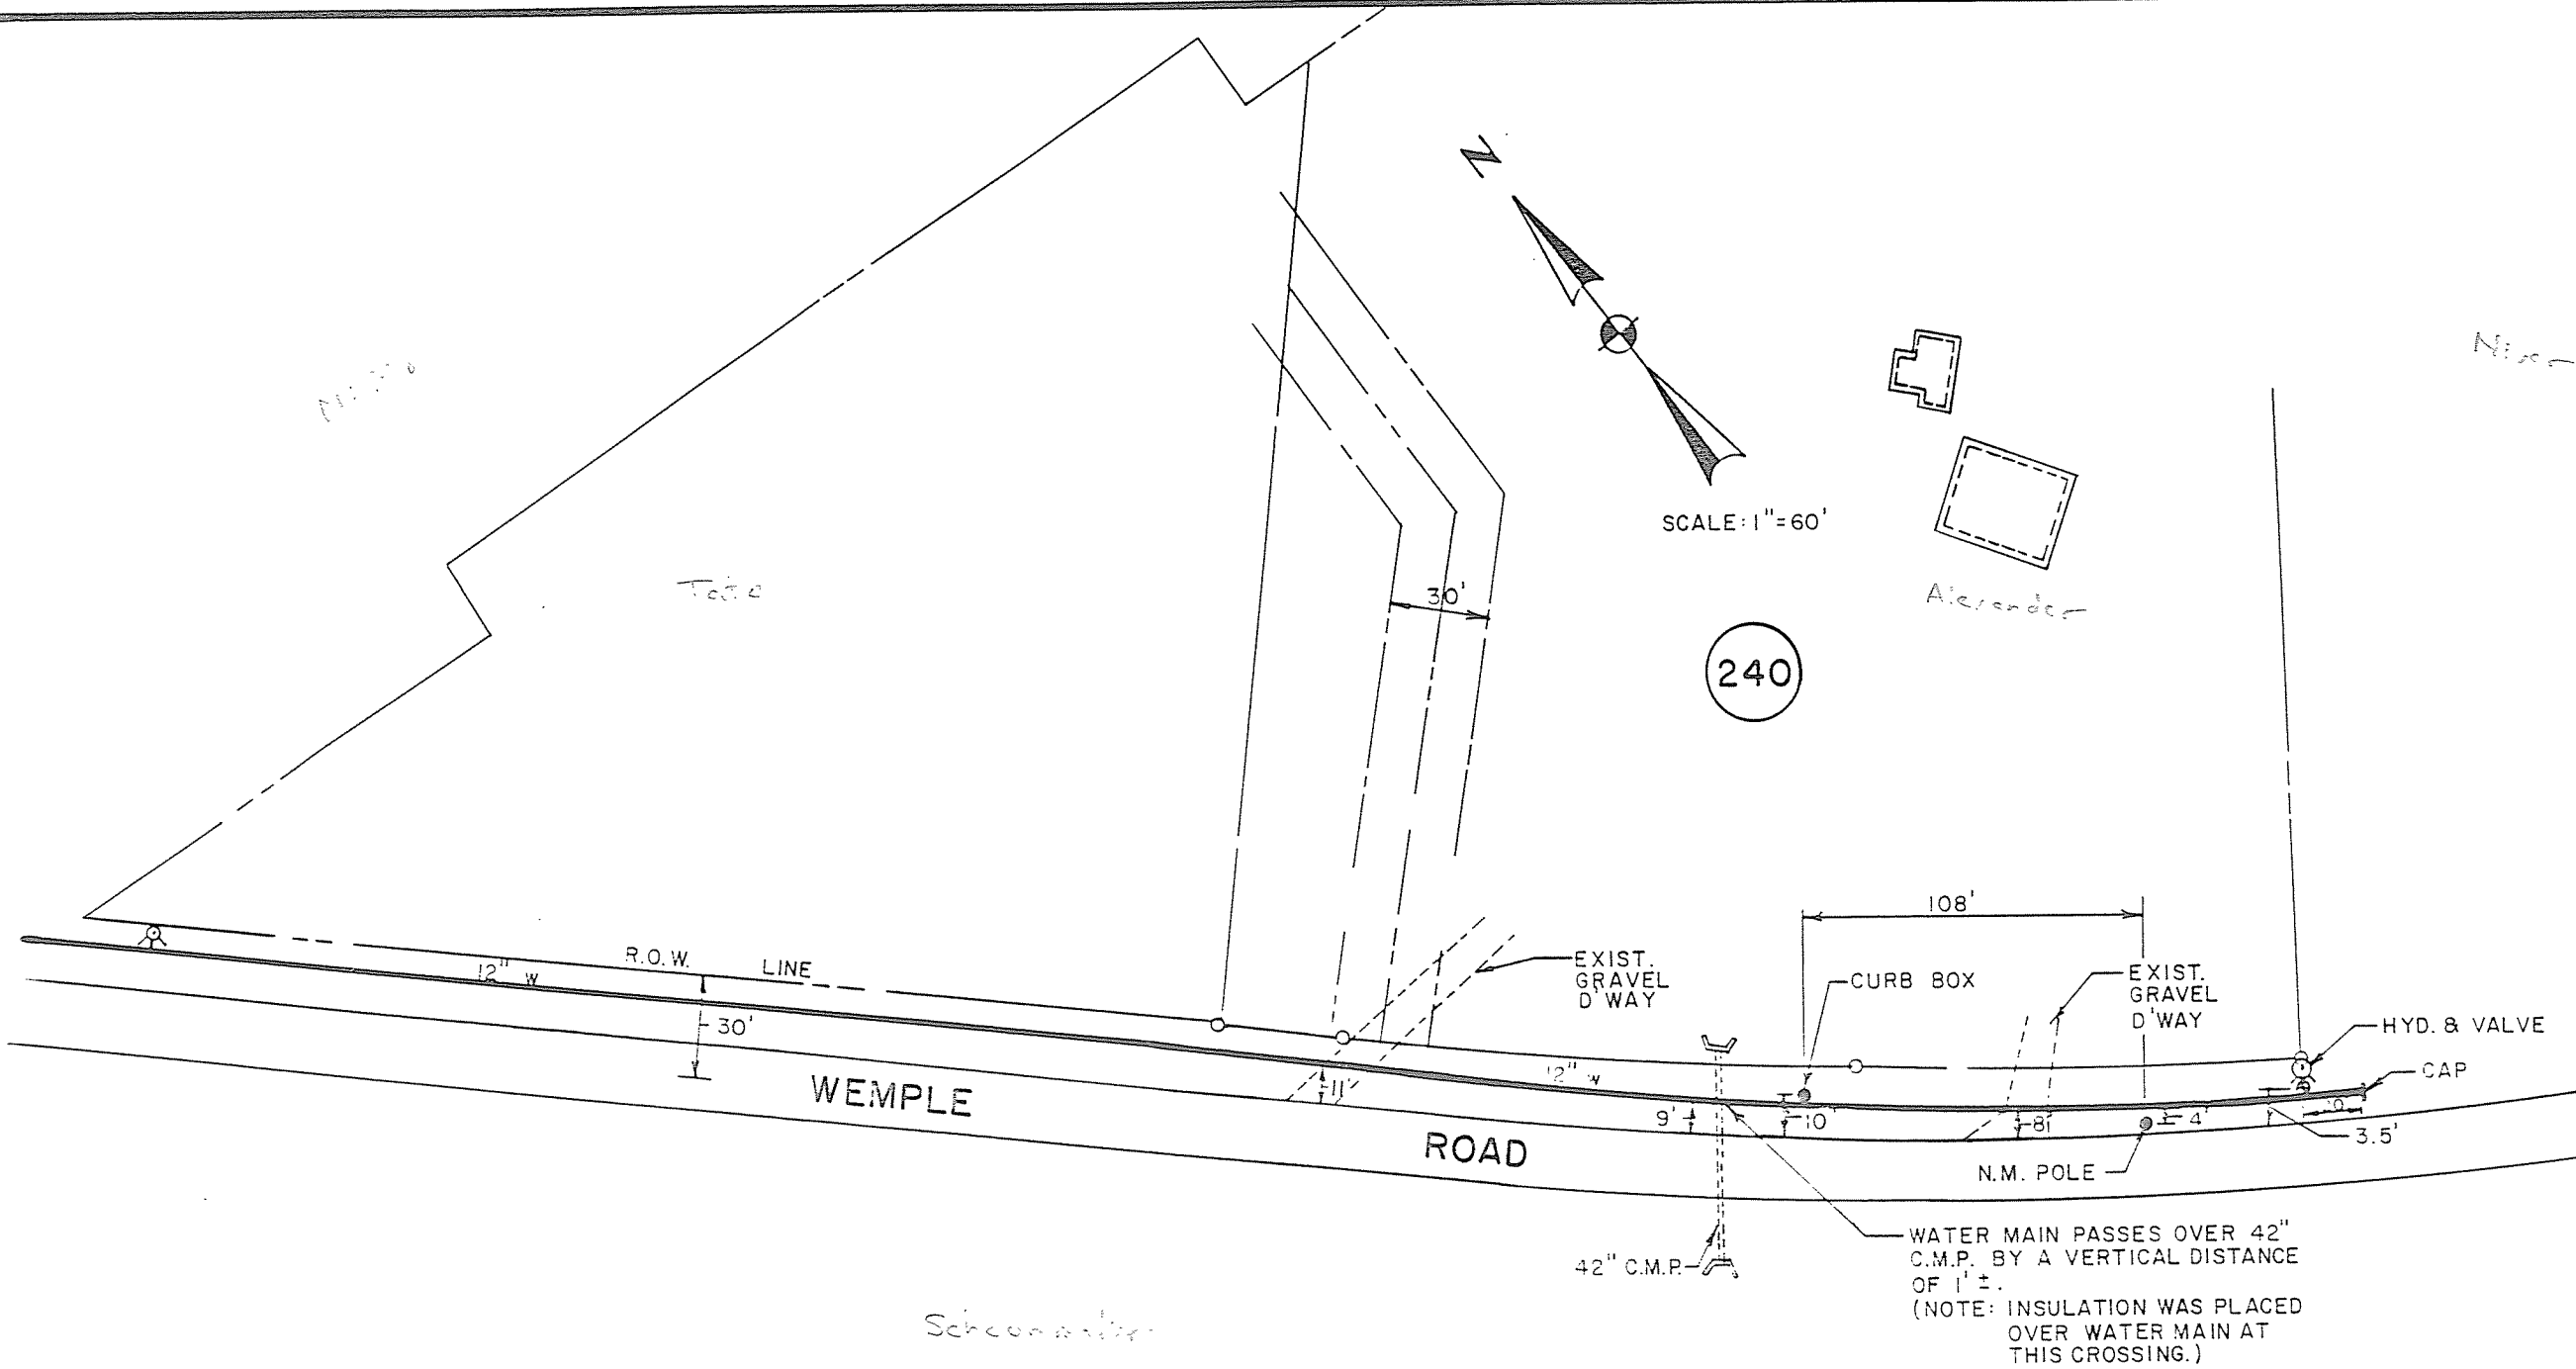 N
SCALE: 1"=60'
Alexander
30'
240
108'
R.O.W. LINE
12" W
30'
EXIST.
GRAVEL
D'WAY
CURB BOX
EXIST.
GRAVEL
D'WAY
HYD. & VALVE
CAP
12" W
WEMPLE
ROAD
11'
9'
10'
8'
4'
3.5'
N.M. POLE
42" C.M.P.
WATER MAIN PASSES OVER 42"
C.M.P. BY A VERTICAL DISTANCE
OF 1' ±.
(NOTE: INSULATION WAS PLACED
OVER WATER MAIN AT
THIS CROSSING.)